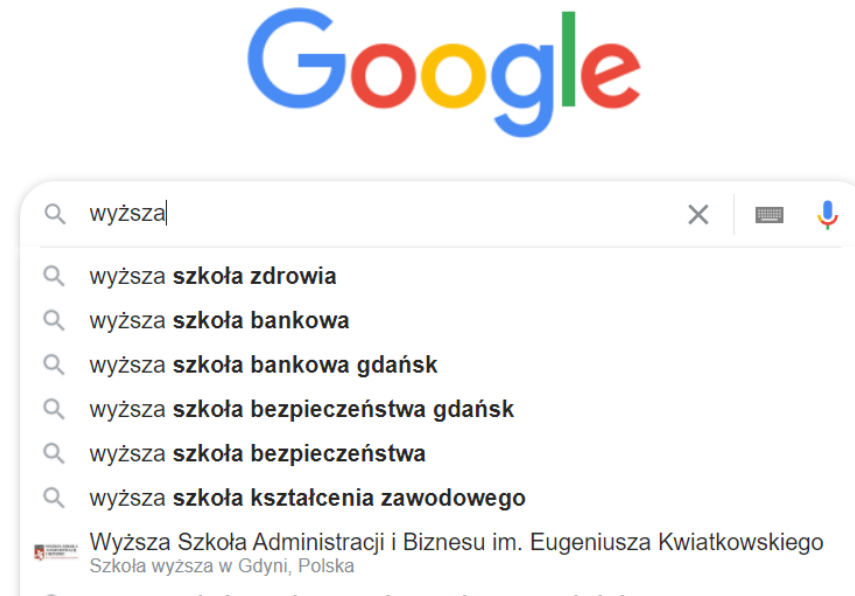 Google
wyższa
wyższa szkoła zdrowia
wyższa szkoła bankowa
wyższa szkoła bankowa gdańsk
wyższa szkoła bezpieczeństwa gdańsk
wyższa szkoła bezpieczeństwa
wyższa szkoła kształcenia zawodowego
Wyższa Szkoła Administracji i Biznesu im. Eugeniusza Kwiatkowskiego
Szkoła wyższa w Gdyni, Polska